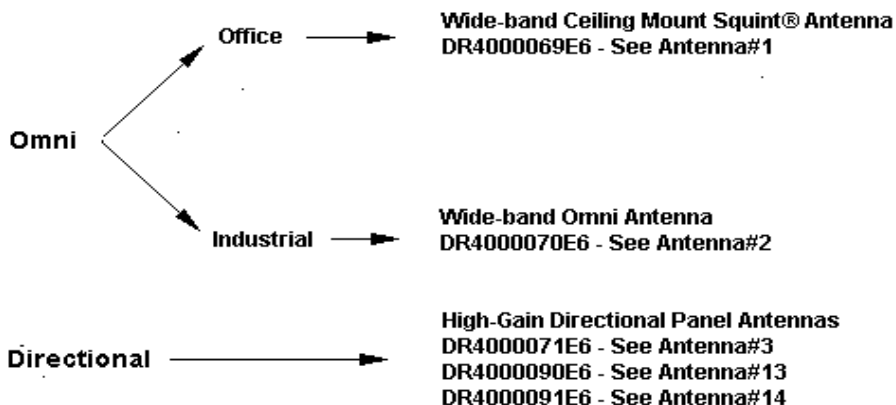 Omni
Office
Wide-band Ceiling Mount Squint® Antenna
DR4000069E6 - See Antenna#1
Industrial
Wide-band Omni Antenna
DR4000070E6 - See Antenna#2
Directional
High-Gain Directional Panel Antennas
DR4000071E6 - See Antenna#3
DR4000090E6 - See Antenna#13
DR4000091E6 - See Antenna#14